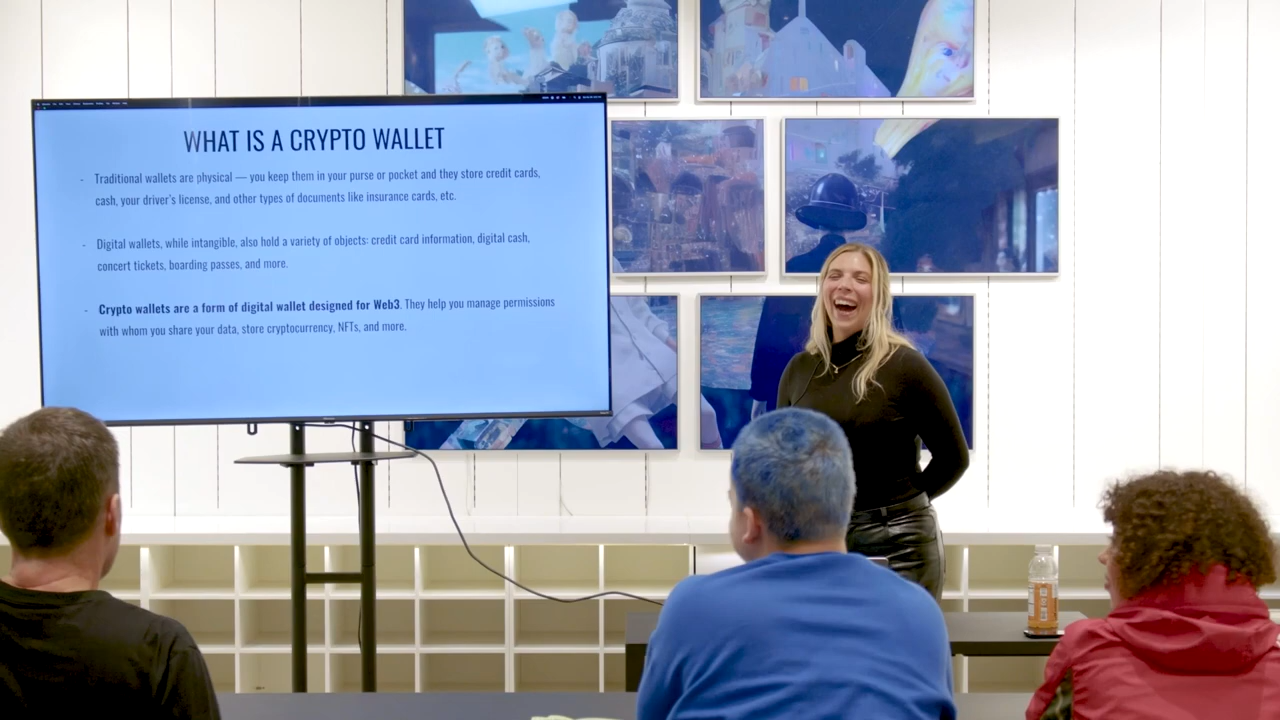 WHAT IS A CRYPTO WALLET
- Traditional wallets are physical — you keep them in your purse or pocket and they store credit cards,
cash, your driver's license, and other types of documents like insurance cards, etc.
- Digital wallets, while intangible, also hold a variety of objects: credit card information, digital cash,
concert tickets, boarding passes, and more.
- Crypto wallets are a form of digital wallet designed for Web3. They help you manage permissions
with whom you share your data, store cryptocurrency, NFTs, and more.